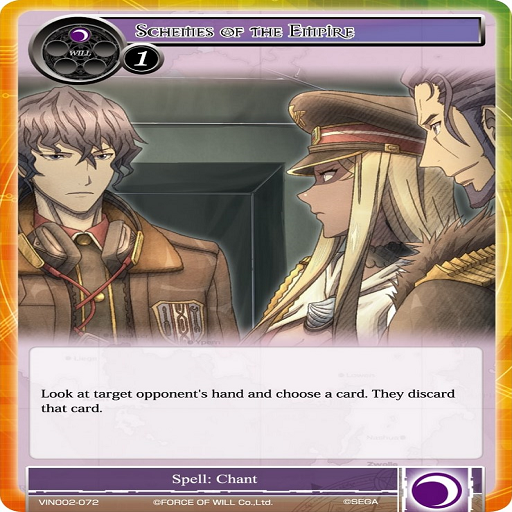 Schemes of the Empire
WILL
1
Look at target opponent's hand and choose a card. They discard
that card.
Spell: Chant
VIN002-072 ©FORCE OF WILL Co.,Ltd. ©SEGA